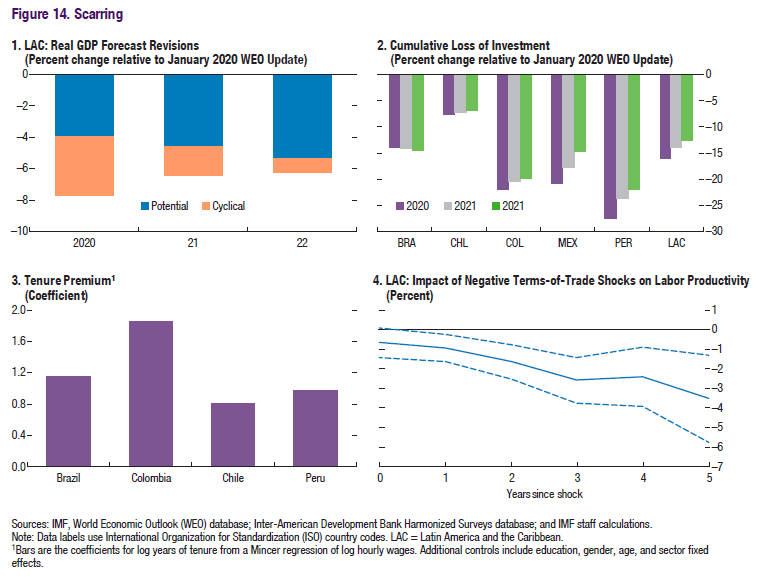 Figure 14. Scarring
1. LAC: Real GDP Forecast Revisions
(Percent change relative to January 2020 WEO Update)
0
–2
–4
–6
–8
–10
Potential Cyclical
2020 21 22
2. Cumulative Loss of Investment
(Percent change relative to January 2020 WEO Update)
0
–5
–10
–15
–20
–25
–30
2020 2021 2021
BRA CHL COL MEX PER LAC
3. Tenure Premium¹
(Coefficient)
2.0
1.6
1.2
0.8
0.4
0.0
Brazil Colombia Chile Peru
4. LAC: Impact of Negative Terms-of-Trade Shocks on Labor Productivity
(Percent)
1
0
–1
–2
–3
–4
–5
–6
–7
0 1 2 3 4 5
Years since shock
Sources: IMF, World Economic Outlook (WEO) database; Inter-American Development Bank Harmonized Surveys database; and IMF staff calculations.
Note: Data labels use International Organization for Standardization (ISO) country codes. LAC = Latin America and the Caribbean.
¹Bars are the coefficients for log years of tenure from a Mincer regression of log hourly wages. Additional controls include education, gender, age, and sector fixed
effects.